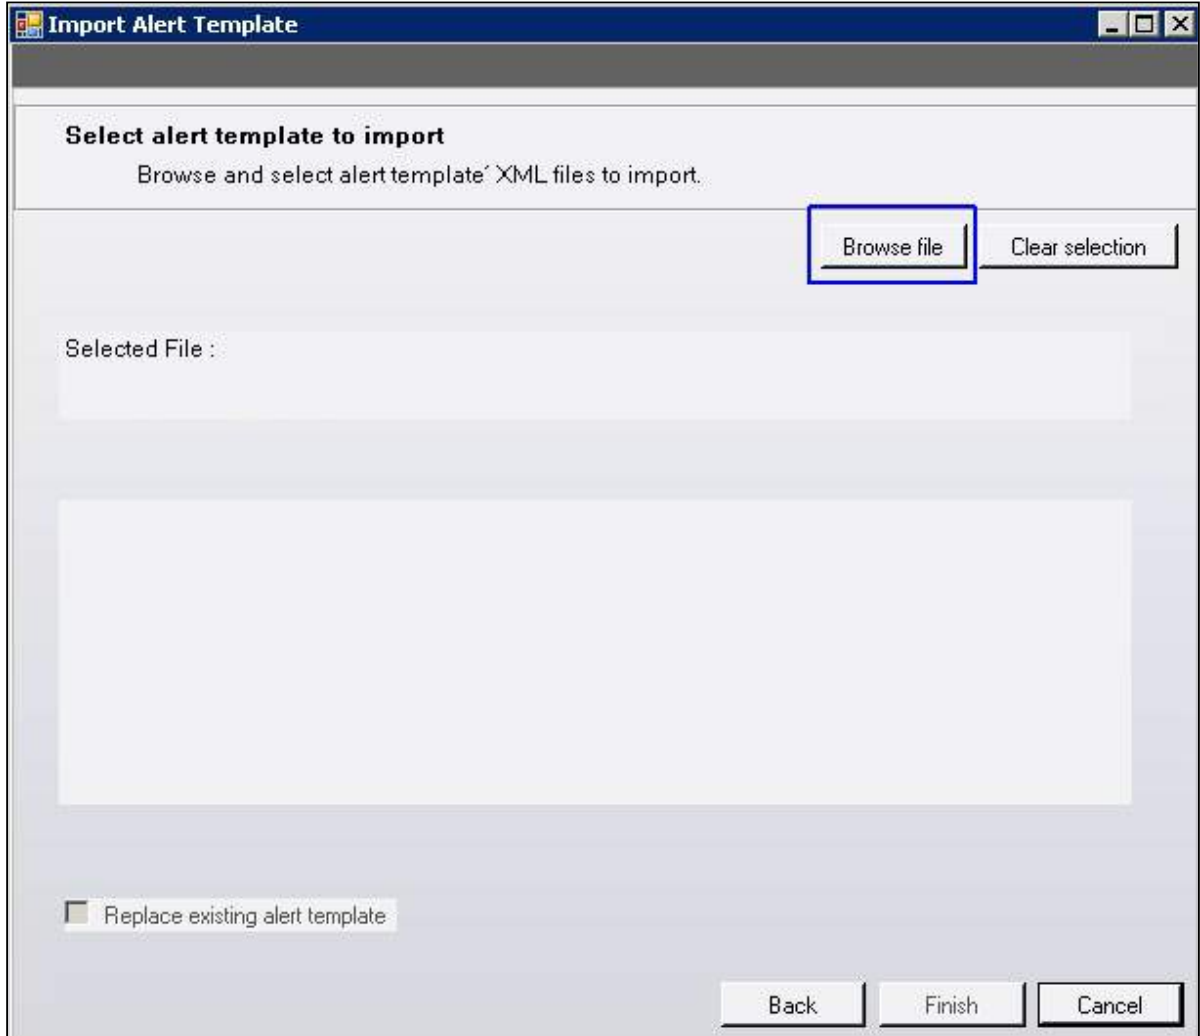 Import Alert Template
Select alert template to import
Browse and select alert template´ XML files to import.
Browse file
Clear selection
Selected File :
Replace existing alert template
Back
Finish
Cancel